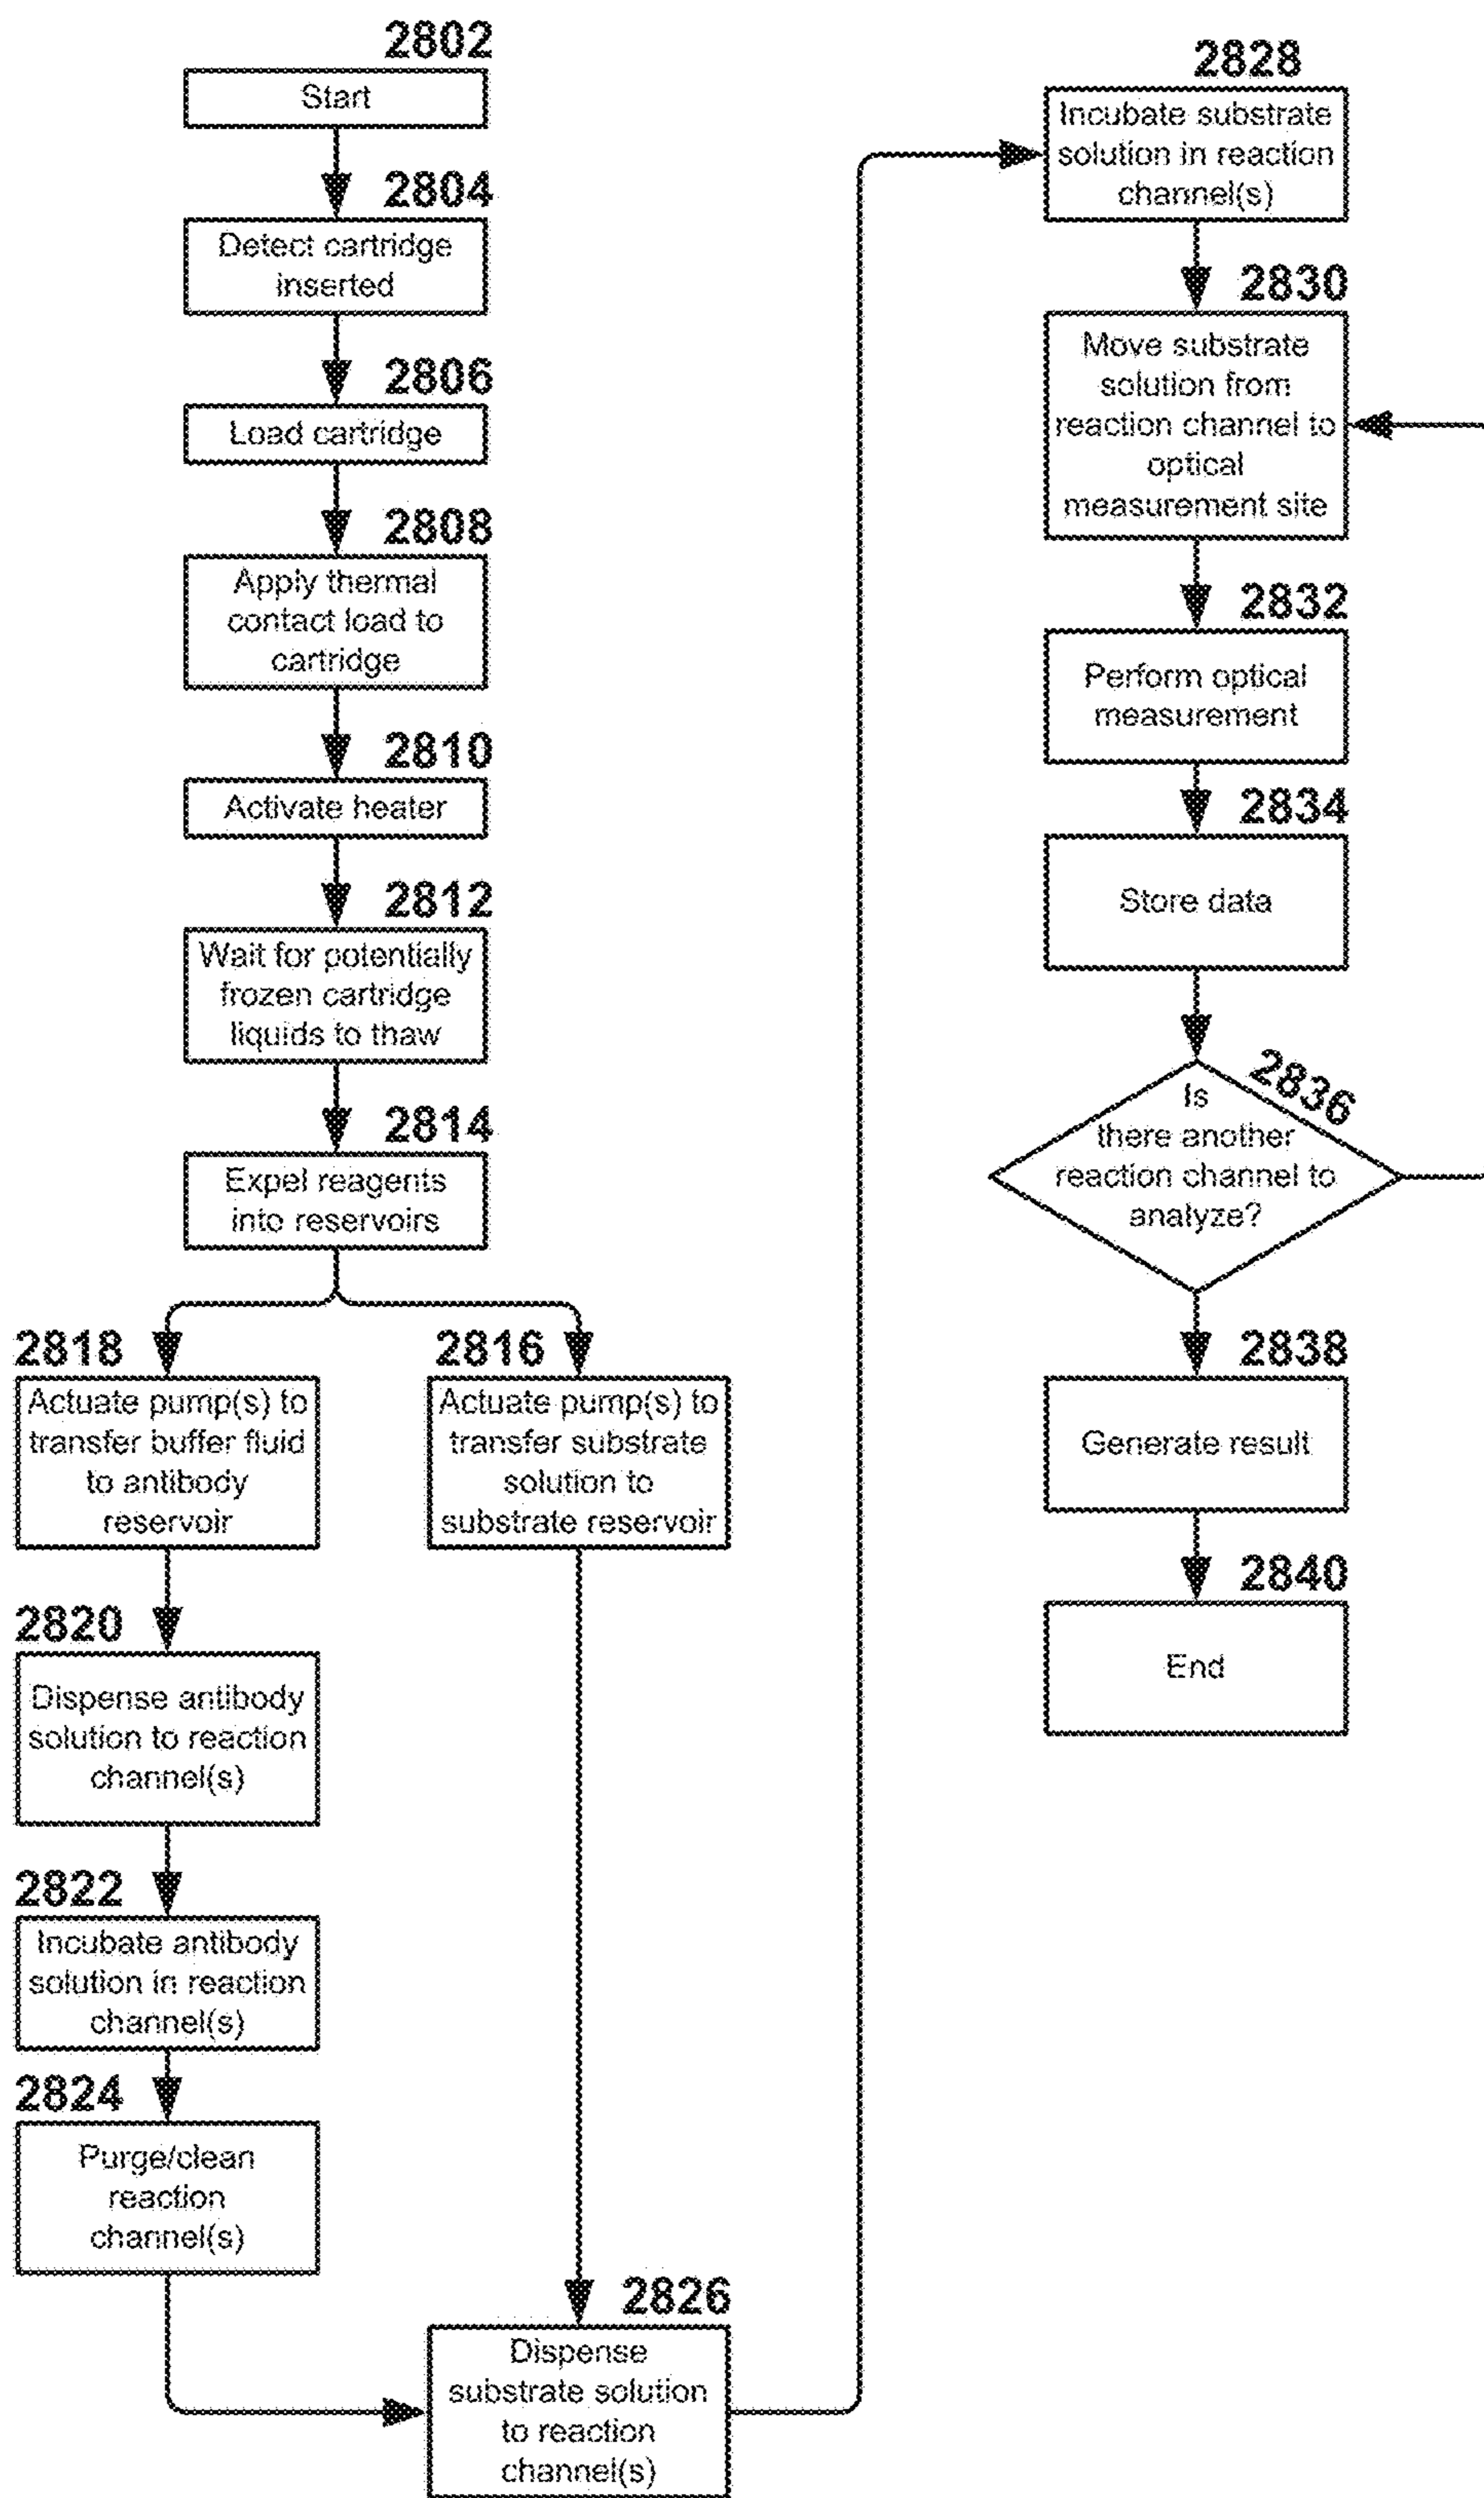 2802
Start
2804
Detect cartridge
inserted
2806
Load cartridge
2808
Apply thermal
contact load to
cartridge
2810
Activate heater
2812
Wait for potentially
frozen cartridge
liquids to thaw
2814
Expel reagents
into reservoirs
2818
Actuate pump(s) to
transfer buffer fluid
to antibody
reservoir
2816
Actuate pump(s) to
transfer substrate
solution to
substrate reservoir
2820
Dispense antibody
solution to reaction
channel(s)
2822
Incubate antibody
solution in reaction
channel(s)
2824
Purge/clean
reaction
channel(s)
2826
Dispense
substrate solution
to reaction
channel(s)
2828
Incubate substrate
solution in reaction
channel(s)
2830
Move substrate
solution from
reaction channel to
optical
measurement site
2832
Perform optical
measurement
2834
Store data
2836
Is
there another
reaction channel to
analyze?
2838
Generate result
2840
End